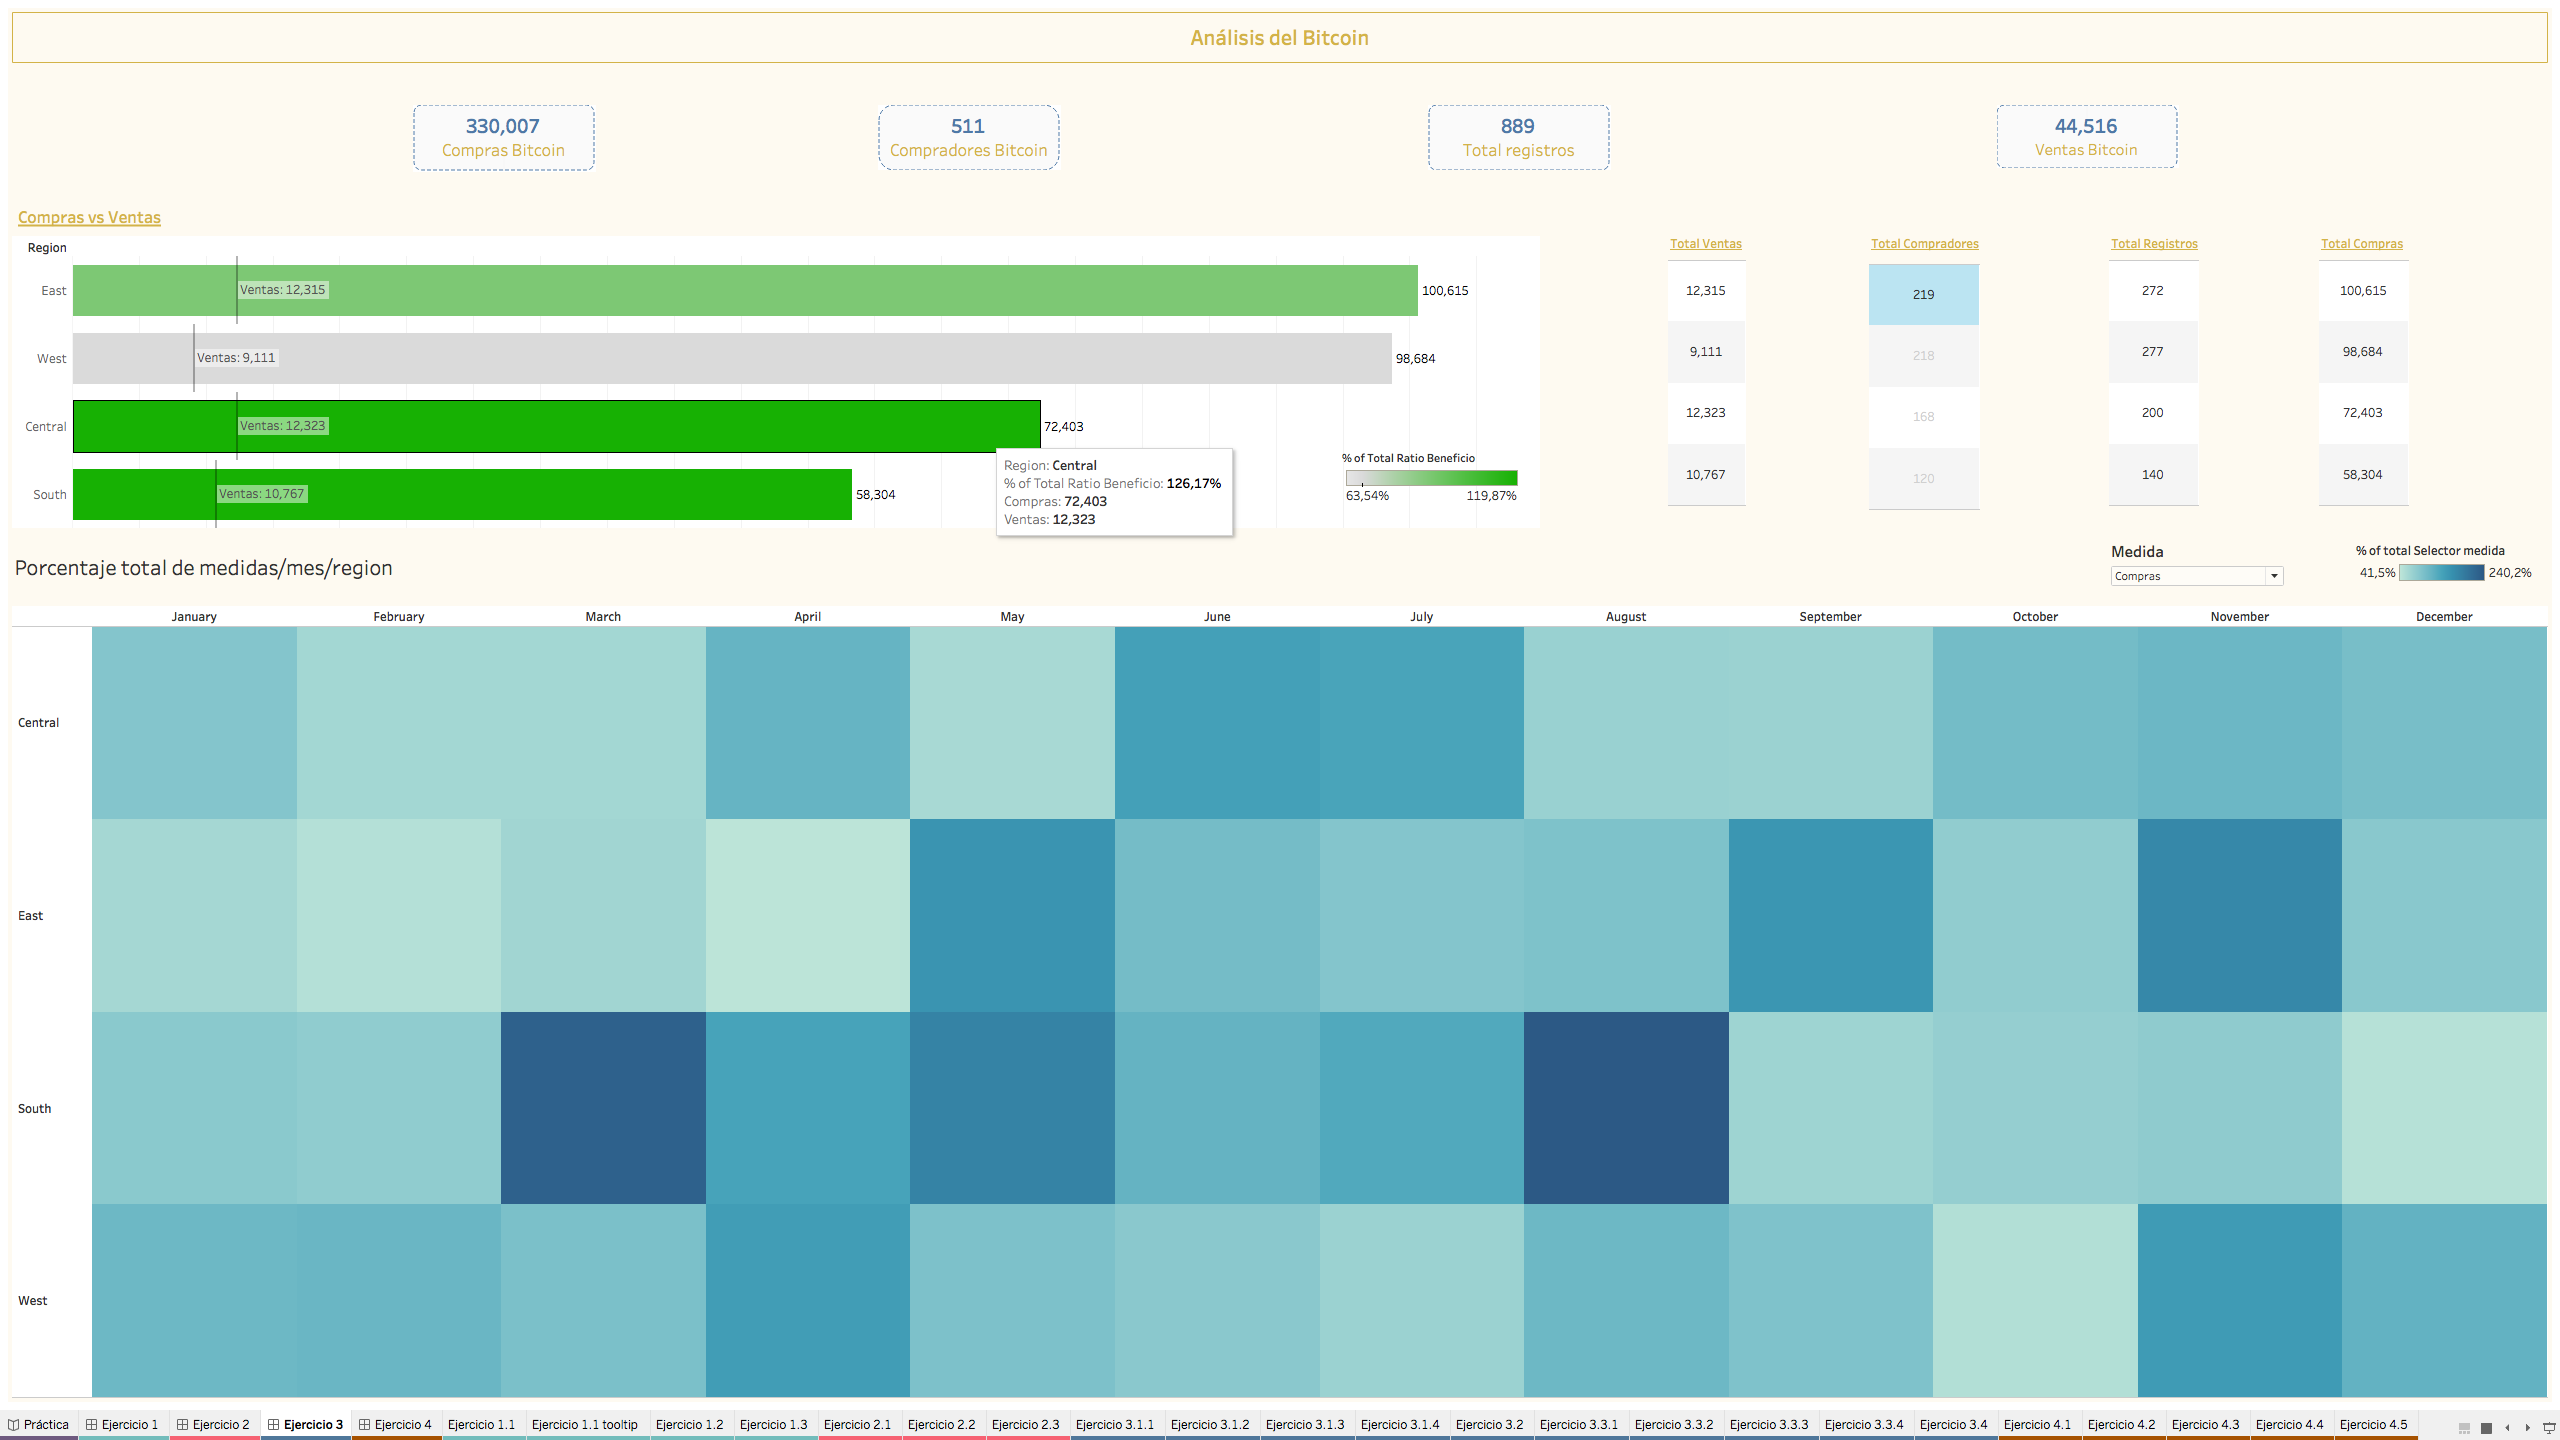 Análisis del Bitcoin
330,007
Compras Bitcoin
511
Compradores Bitcoin
889
Total registros
44,516
Ventas Bitcoin
Compras vs Ventas
Region
East
Ventas: 12,315
100,615
West
Ventas: 9,111
98,684
Central
Ventas: 12,323
72,403
South
Ventas: 10,767
58,304
Region: Central
% of Total Ratio Beneficio: 126,17%
Compras: 72,403
Ventas: 12,323
% of Total Ratio Beneficio
63,54% 119,87%
Total Ventas Total Compradores Total Registros Total Compras
12,315 219 272 100,615
9,111 218 277 98,684
12,323 168 200 72,403
10,767 120 140 58,304
Porcentaje total de medidas/mes/region
Medida
Compras
% of total Selector medida
41,5% 240,2%
January February March April May June July August September October November December
Central
East
South
West
Práctica Ejercicio 1 Ejercicio 2 Ejercicio 3 Ejercicio 4 Ejercicio 1.1 Ejercicio 1.1 tooltip Ejercicio 1.2 Ejercicio 1.3 Ejercicio 2.1 Ejercicio 2.2 Ejercicio 2.3 Ejercicio 3.1.1 Ejercicio 3.1.2 Ejercicio 3.1.3 Ejercicio 3.1.4 Ejercicio 3.2 Ejercicio 3.3.1 Ejercicio 3.3.2 Ejercicio 3.3.3 Ejercicio 3.3.4 Ejercicio 3.4 Ejercicio 4.1 Ejercicio 4.2 Ejercicio 4.3 Ejercicio 4.4 Ejercicio 4.5